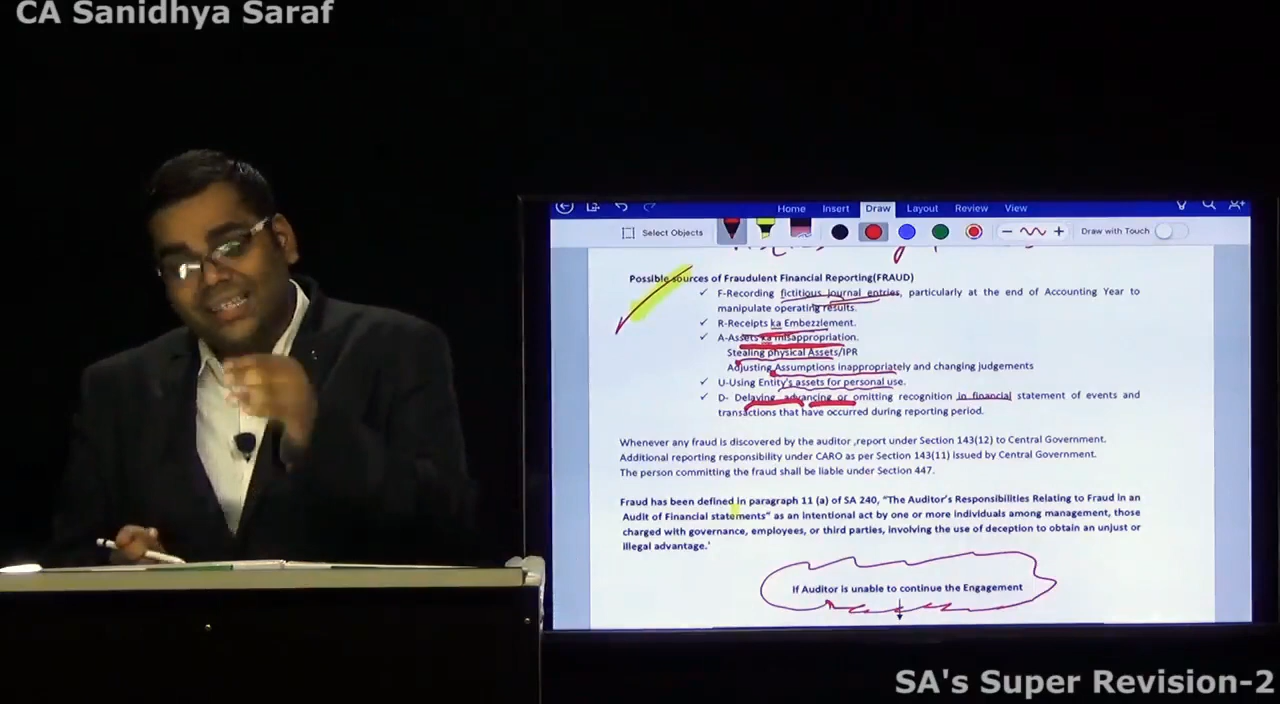 CA Sanidhya Saraf
Home Insert Draw Layout Review View
Select Objects
Draw with Touch
Possible sources of Fraudulent Financial Reporting(FRAUD)
✓ F-Recording fictitious journal entries, particularly at the end of Accounting Year to
manipulate operating results.
✓ R-Receipts ka Embezzlement.
✓ A-Assets ka misappropriation.
Stealing physical Assets/IPR
Adjusting Assumptions inappropriately and changing judgements
✓ U-Using Entity's assets for personal use.
✓ D- Delaying advancing or omitting recognition in financial statement of events and
transactions that have occurred during reporting period.
Whenever any fraud is discovered by the auditor ,report under Section 143(12) to Central Government.
Additional reporting responsibility under CARO as per Section 143(11) Issued by Central Government.
The person committing the fraud shall be liable under Section 447.
Fraud has been defined in paragraph 11 (a) of SA 240, "The Auditor's Responsibilities Relating to Fraud in an
Audit of Financial statements" as an intentional act by one or more individuals among management, those
charged with governance, employees, or third parties, involving the use of deception to obtain an unjust or
illegal advantage.'
If Auditor is unable to continue the Engagement
SA's Super Revision-2